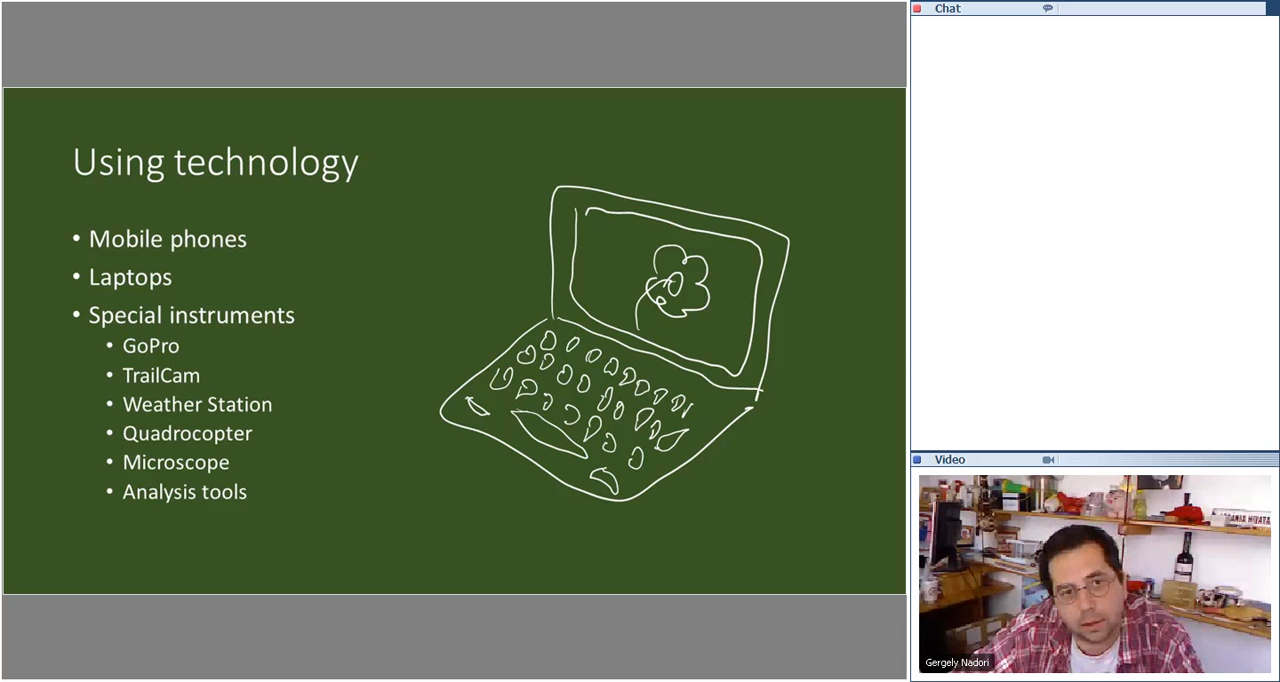 Chat
Using technology
• Mobile phones
• Laptops
• Special instruments
• GoPro
• TrailCam
• Weather Station
• Quadrocopter
• Microscope
• Analysis tools
Video
Gergely Nadori